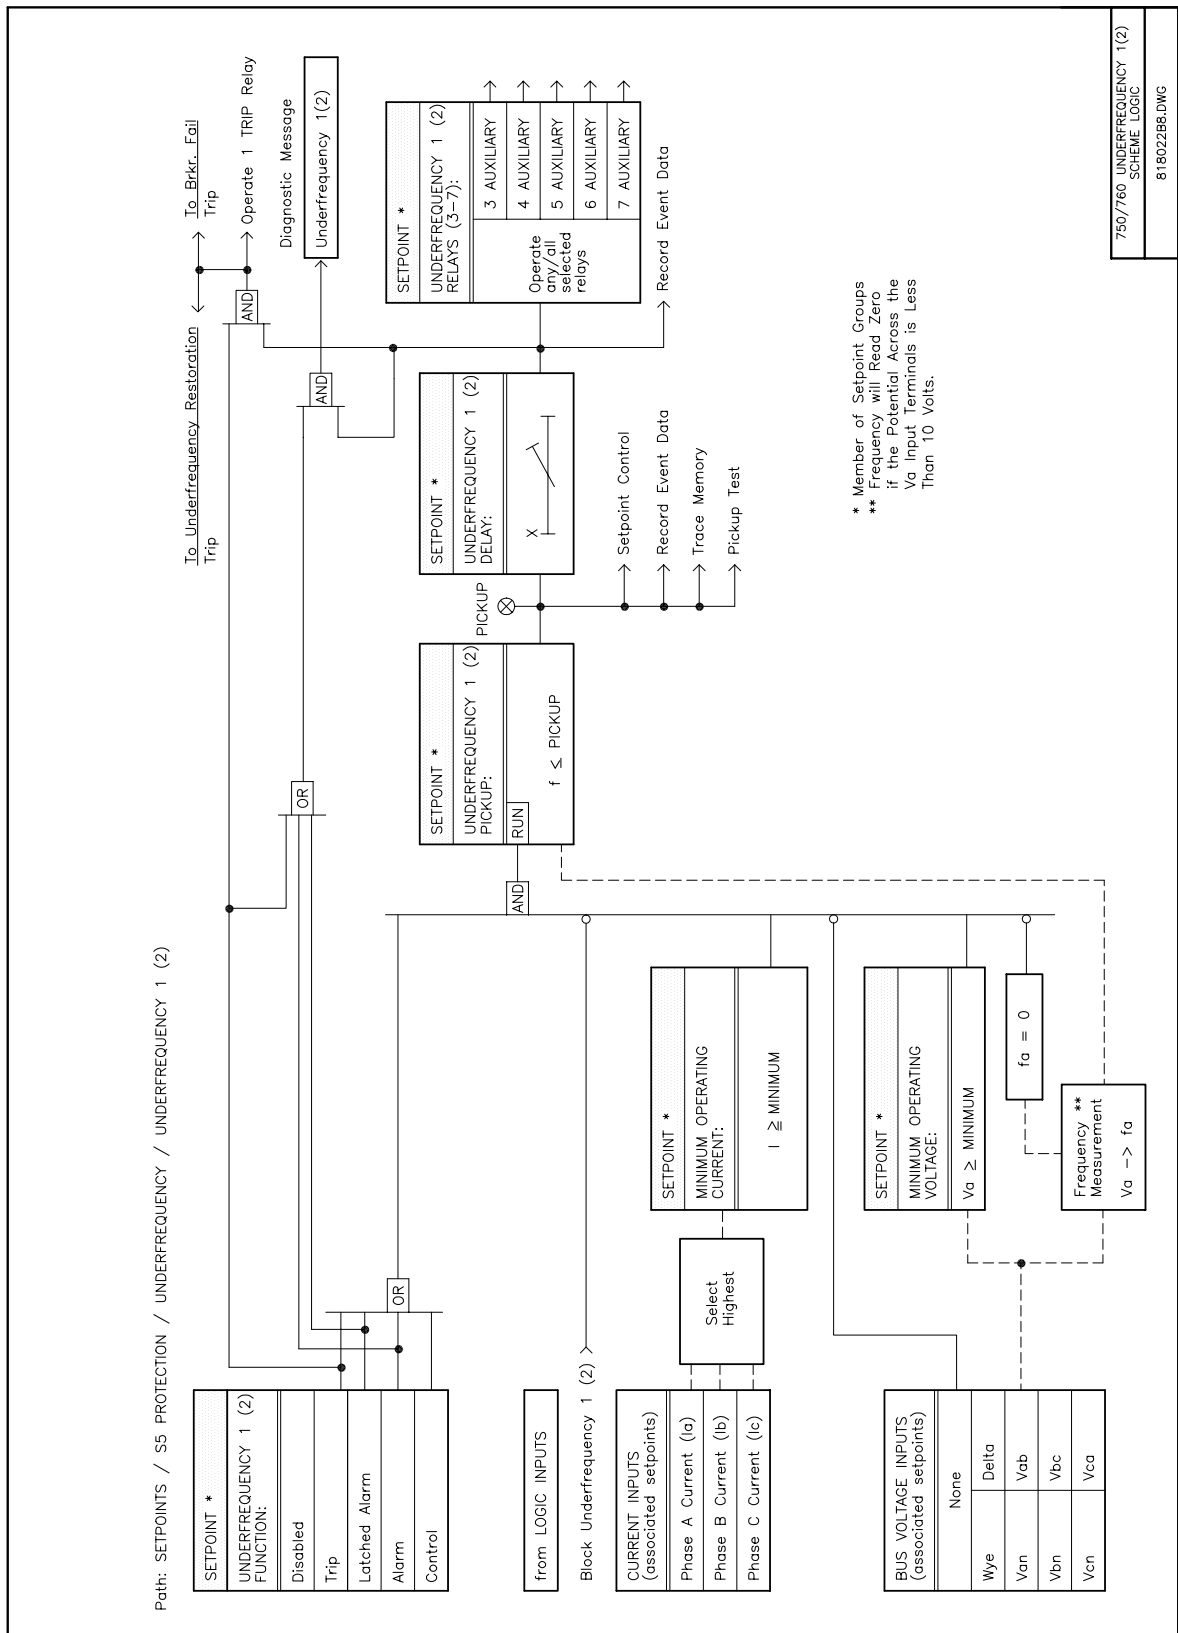 Path: SETPOINTS / S5 PROTECTION / UNDERFREQUENCY / UNDERFREQUENCY 1 (2)
SETPOINT *
UNDERFREQUENCY 1 (2)
FUNCTION:
Disabled
Trip
Latched Alarm
Alarm
Control
OR
OR
To Underfrequency Restoration
Trip
To Brkr. Fail
Trip
AND
Operate 1 TRIP Relay
Diagnostic Message
AND
Underfrequency 1(2)
from LOGIC INPUTS
Block Underfrequency 1 (2)
CURRENT INPUTS
(associated setpoints)
Phase A Current (Ia)
Phase B Current (Ib)
Phase C Current (Ic)
Select
Highest
SETPOINT *
MINIMUM OPERATING
CURRENT:
I ≥ MINIMUM
BUS VOLTAGE INPUTS
(associated setpoints)
None
Wye Delta
Van Vab
Vbn Vbc
Vcn Vca
SETPOINT *
MINIMUM OPERATING
VOLTAGE:
Va ≥ MINIMUM
fa = 0
Frequency **
Measurement
Va -> fa
AND
SETPOINT *
UNDERFREQUENCY 1 (2)
PICKUP:
RUN
f ≤ PICKUP
PICKUP
SETPOINT *
UNDERFREQUENCY 1 (2)
DELAY:
X
Setpoint Control
Record Event Data
Trace Memory
Pickup Test
SETPOINT *
UNDERFREQUENCY 1 (2)
RELAYS (3-7):
Operate
any/all
selected
relays
3 AUXILIARY
4 AUXILIARY
5 AUXILIARY
6 AUXILIARY
7 AUXILIARY
Record Event Data
* Member of Setpoint Groups
** Frequency will Read Zero
if the Potential Across the
Va Input Terminals is Less
Than 10 Volts.
750/760 UNDERFREQUENCY 1(2)
SCHEME LOGIC
818022B8.DWG